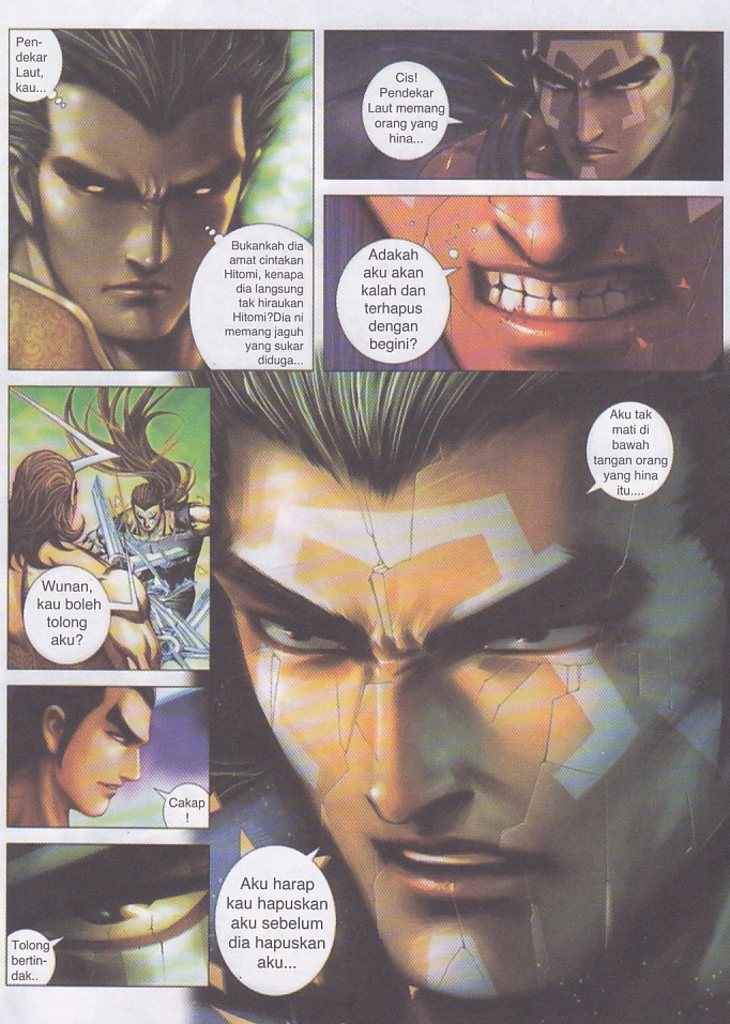 Pen-
dekar
Laut,
kau...
Bukankah dia
amat cintakan
Hitomi, kenapa
dia langsung
tak hiraukan
Hitomi?Dia ni
memang jaguh
yang sukar
diduga...
Cis!
Pendekar
Laut memang
orang yang
hina...
Adakah
aku akan
kalah dan
terhapus
dengan
begini?
Aku tak
mati di
bawah
tangan orang
yang hina
itu....
Wunan,
kau boleh
tolong
aku?
Cakap
!
Tolong
bertin-
dak..
Aku harap
kau hapuskan
aku sebelum
dia hapuskan
aku...